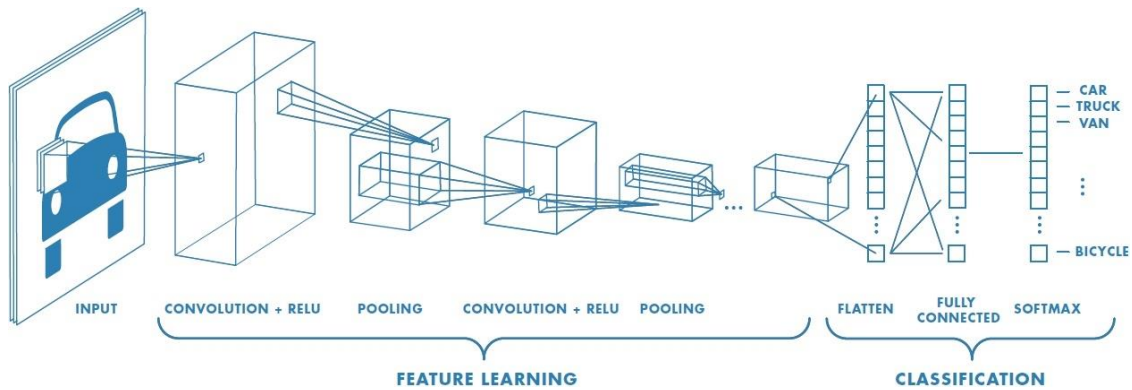 CAR
TRUCK
VAN
BICYCLE
INPUT
CONVOLUTION + RELU
POOLING
CONVOLUTION + RELU
POOLING
FLATTEN
FULLY
CONNECTED
SOFTMAX
FEATURE LEARNING
CLASSIFICATION